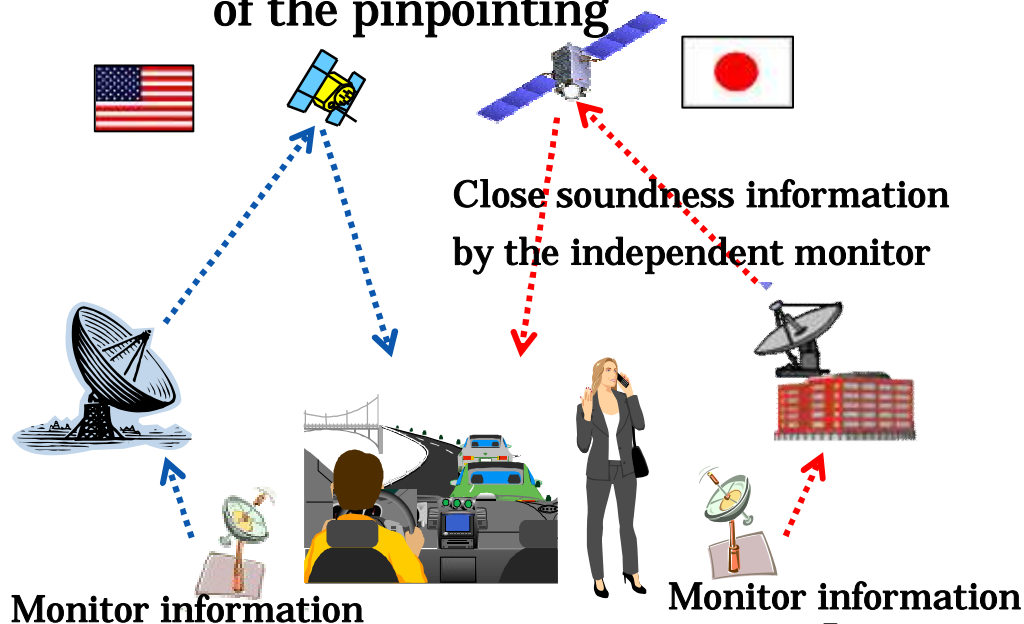 of the pinpointing
Close soundness information
by the independent monitor
Monitor information
Monitor information